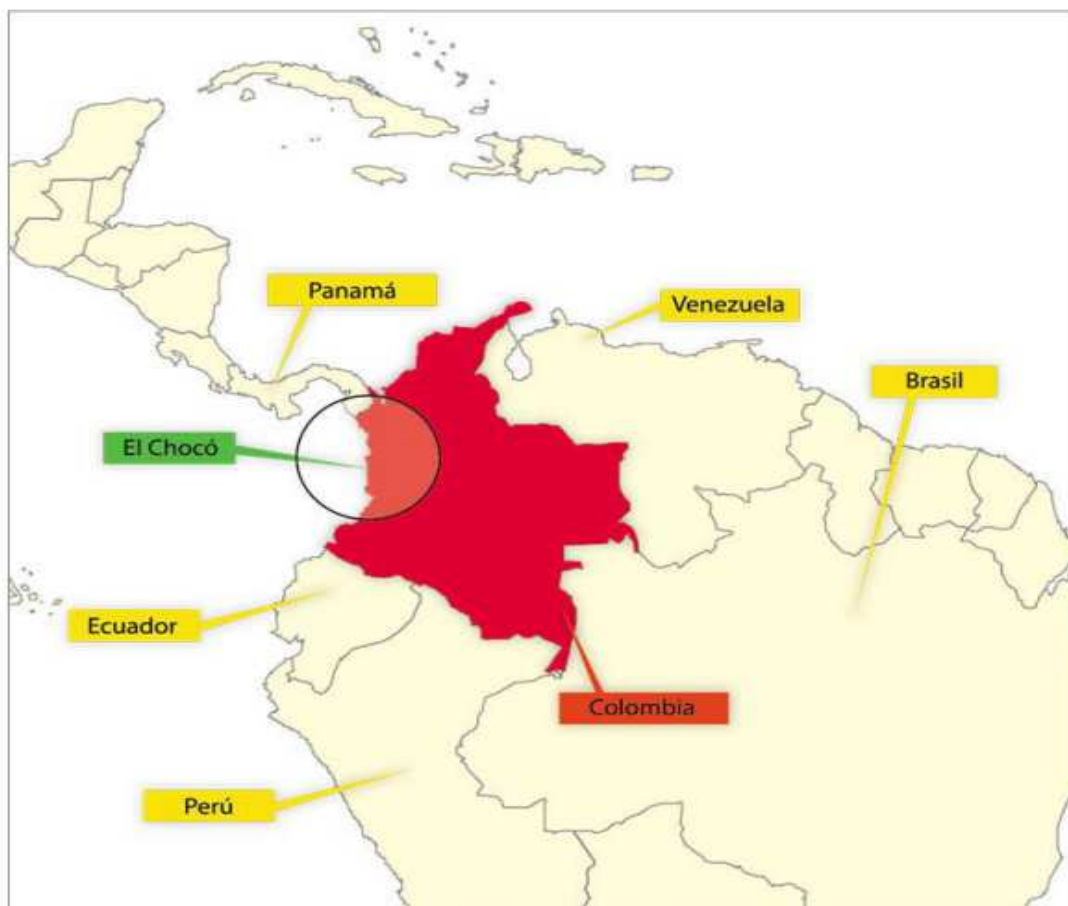 Panamá
Venezuela
Brasil
El Chocó
Ecuador
Colombia
Perú